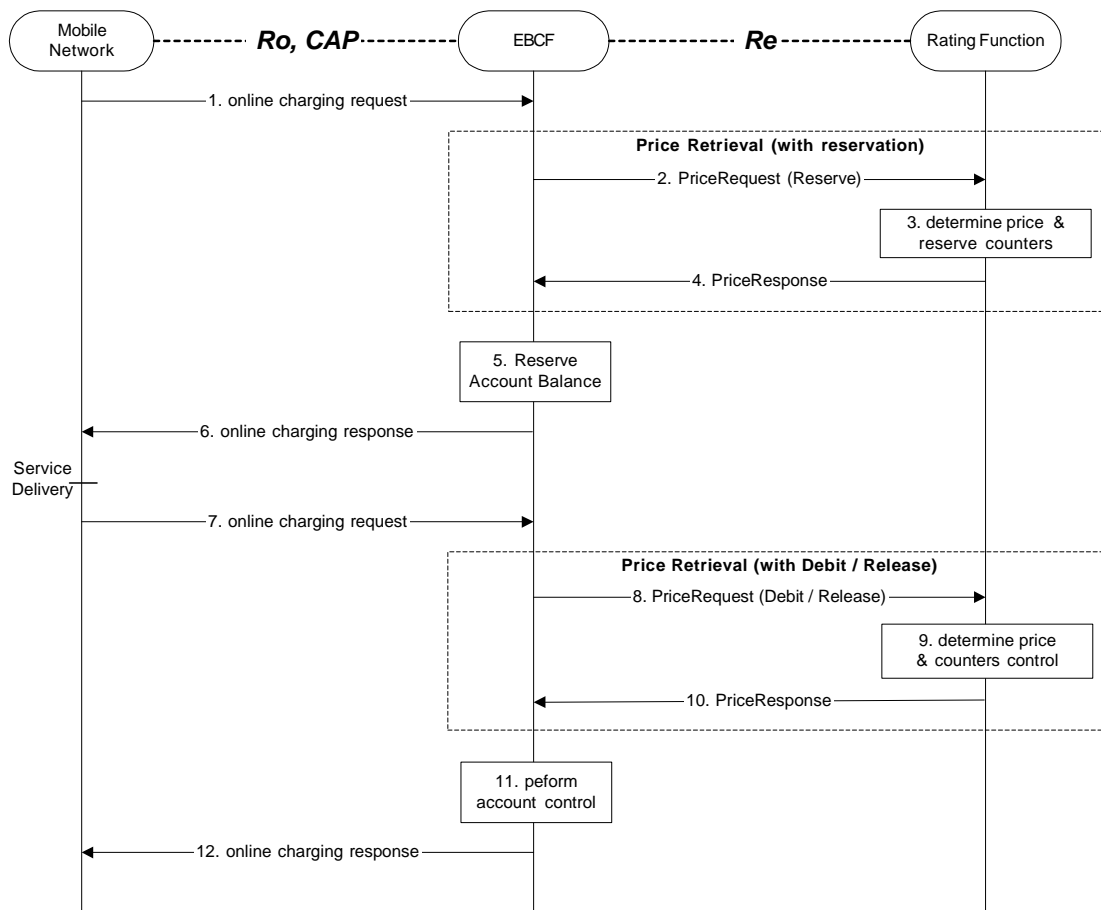 Mobile
Network
Ro, CAP
EBCF
Re
Rating Function
1. online charging request
Price Retrieval (with reservation)
2. PriceRequest (Reserve)
3. determine price &
reserve counters
4. PriceResponse
5. Reserve
Account Balance
6. online charging response
Service
Delivery
7. online charging request
Price Retrieval (with Debit / Release)
8. PriceRequest (Debit / Release)
9. determine price
& counters control
10. PriceResponse
11. peform
account control
12. online charging response